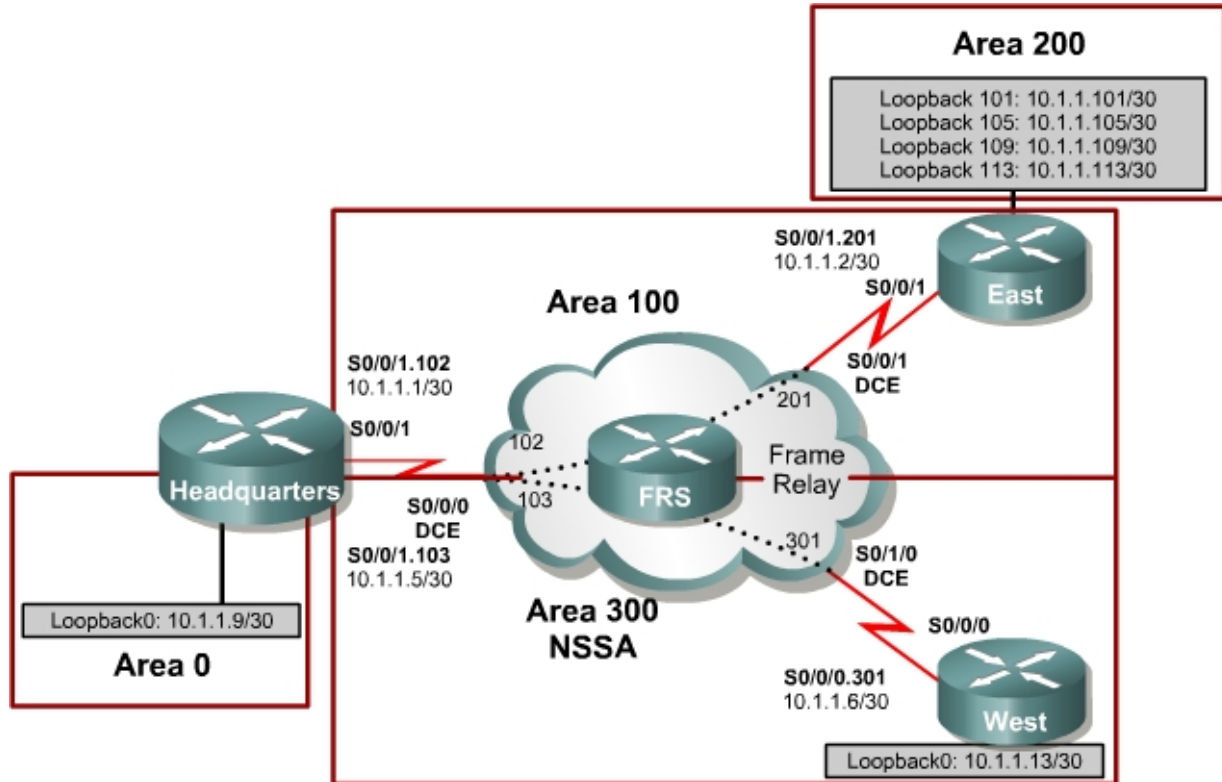 Area 200
Loopback 101: 10.1.1.101/30
Loopback 105: 10.1.1.105/30
Loopback 109: 10.1.1.109/30
Loopback 113: 10.1.1.113/30
S0/0/1.201
10.1.1.2/30
S0/0/1
East
Area 100
S0/0/1
DCE
S0/0/1.102
10.1.1.1/30
S0/0/1
201
102
Headquarters
103
FRS
Frame
Relay
S0/0/0
DCE
301
S0/1/0
DCE
S0/0/1.103
10.1.1.5/30
Area 300
NSSA
Loopback0: 10.1.1.9/30
Area 0
S0/0/0
S0/0/0.301
10.1.1.6/30
West
Loopback0: 10.1.1.13/30